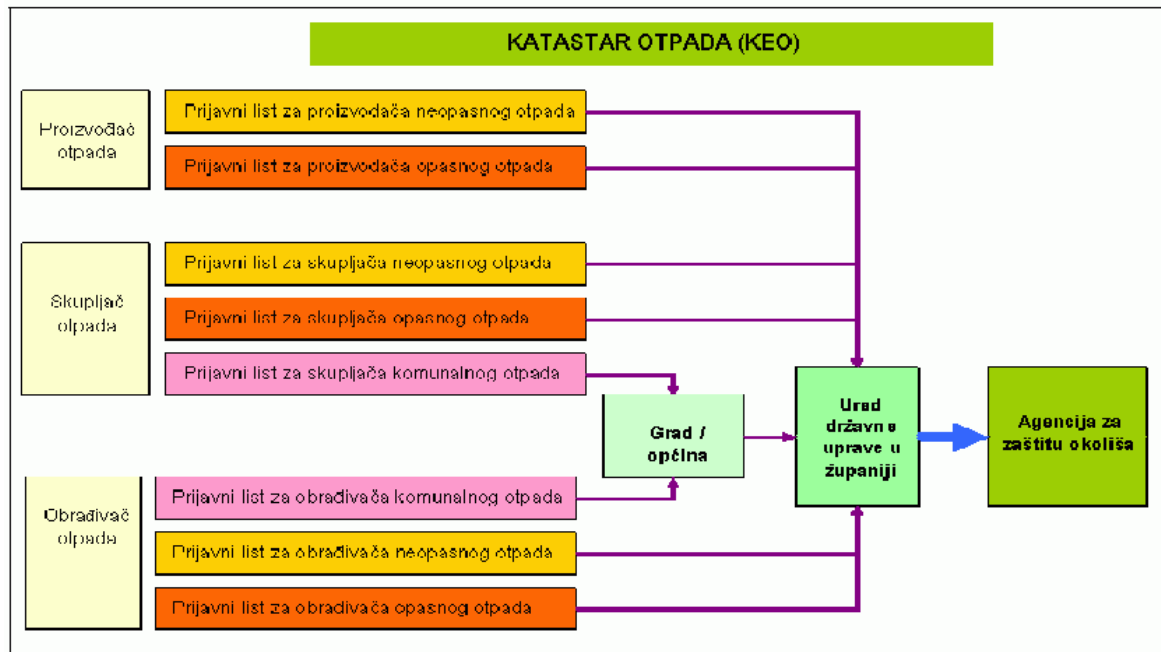 KATASTAR OTPADA (KEO)
Proizvođač
otpada
Prijavni list za proizvođača neopasnog otpada
Prijavni list za proizvođača opasnog otpada
Skupljač
otpada
Prijavni list za skupljača neopasnog otpada
Prijavni list za skupljača opasnog otpada
Prijavni list za skupljača komunalnog otpada
Obrađivač
otpada
Prijavni list za obrađivača komunalnog otpada
Prijavni list za obrađivača neopasnog otpada
Prijavni list za obrađivača opasnog otpada
Grad /
općina
Ured
državne
uprave u
županiji
Agencija za
zaštitu okoliša